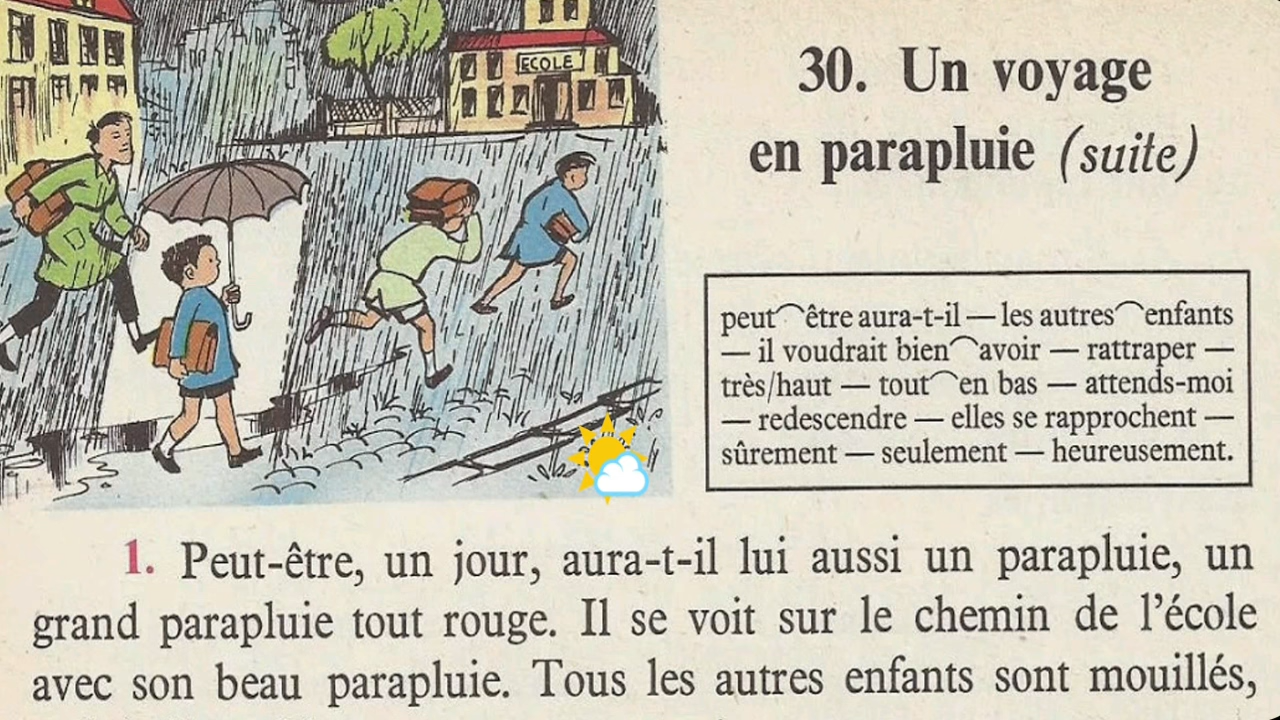 ECOLE
30. Un voyage
en parapluie (suite)
peut‿être aura-t-il — les autres‿enfants
— il voudrait bien‿avoir — rattraper —
très/haut — tout‿en bas — attends-moi
— redescendre — elles se rapprochent —
sûrement — seulement — heureusement.
1. Peut-être, un jour, aura-t-il lui aussi un parapluie, un
grand parapluie tout rouge. Il se voit sur le chemin de l'école
avec son beau parapluie. Tous les autres enfants sont mouillés,